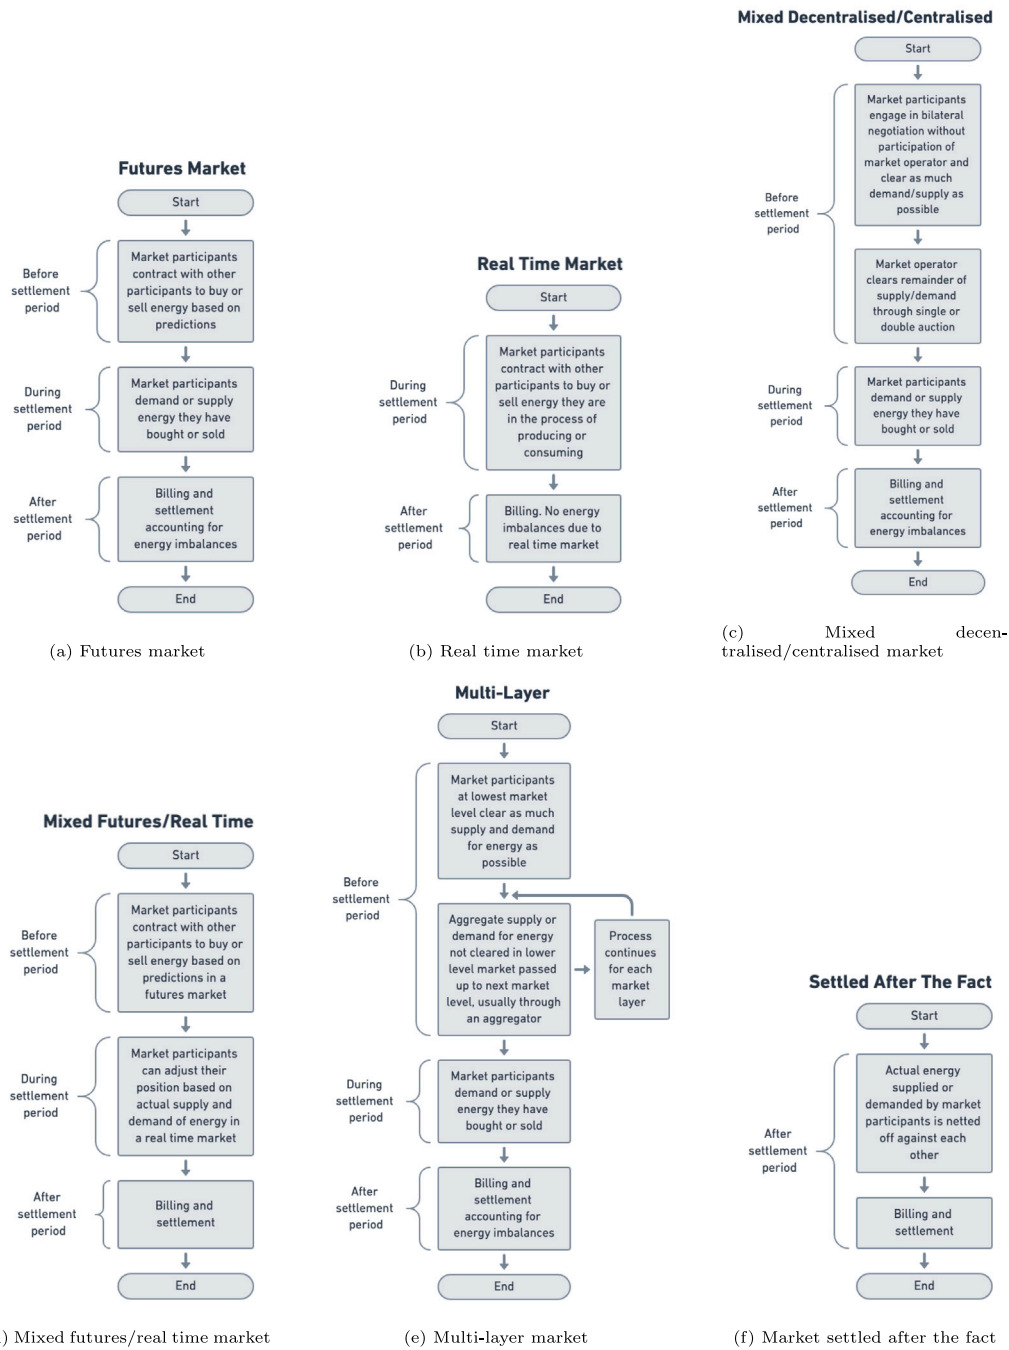 Futures Market
Start
Before
settlement
period
Market participants
contract with other
participants to buy or
sell energy based on
predictions
During
settlement
period
Market participants
demand or supply
energy they have
bought or sold
After
settlement
period
Billing and
settlement
accounting for
energy imbalances
End
(a) Futures market
Real Time Market
Start
During
settlement
period
Market participants
contract with other
participants to buy or
sell energy they are
in the process of
producing or
consuming
After
settlement
period
Billing. No energy
imbalances due to
real time market
End
(b) Real time market
Mixed Decentralised/Centralised
Start
Before
settlement
period
Market participants
engage in bilateral
negotiation without
participation of
market operator and
clear as much
demand/supply as
possible
Market operator
clears remainder of
supply/demand
through single or
double auction
During
settlement
period
Market participants
demand or supply
energy they have
bought or sold
After
settlement
period
Billing and
settlement
accounting for
energy imbalances
End
(c) Mixed decen-
tralised/centralised market
Mixed Futures/Real Time
Start
Before
settlement
period
Market participants
contract with other
participants to buy or
sell energy based on
predictions in a
futures market
During
settlement
period
Market participants
can adjust their
position based on
actual supply and
demand of energy in
a real time market
After
settlement
period
Billing and
settlement
End
) Mixed futures/real time market
Multi-Layer
Start
Before
settlement
period
Market participants
at lowest market
level clear as much
supply and demand
for energy as
possible
Aggregate supply or
demand for energy
not cleared in lower
level market passed
up to next market
level, usually through
an aggregator
Process
continues
for each
market
layer
During
settlement
period
Market participants
demand or supply
energy they have
bought or sold
After
settlement
period
Billing and
settlement
accounting for
energy imbalances
End
(e) Multi-layer market
Settled After The Fact
Start
After
settlement
period
Actual energy
supplied or
demanded by market
participants is netted
off against each
other
Billing and
settlement
End
(f) Market settled after the fact